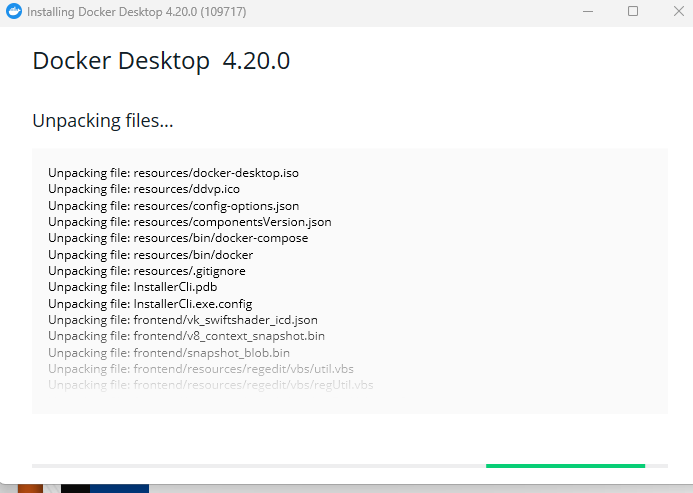 Installing Docker Desktop 4.20.0 (109717)
Docker Desktop 4.20.0
Unpacking files...
Unpacking file: resources/docker-desktop.iso
Unpacking file: resources/ddvp.ico
Unpacking file: resources/config-options.json
Unpacking file: resources/componentsVersion.json
Unpacking file: resources/bin/docker-compose
Unpacking file: resources/bin/docker
Unpacking file: resources/.gitignore
Unpacking file: InstallerCli.pdb
Unpacking file: InstallerCli.exe.config
Unpacking file: frontend/vk_swiftshader_icd.json
Unpacking file: frontend/v8_context_snapshot.bin
Unpacking file: frontend/snapshot_blob.bin
Unpacking file: frontend/resources/regedit/vbs/util.vbs
Unpacking file: frontend/resources/regedit/vbs/regUtil.vbs